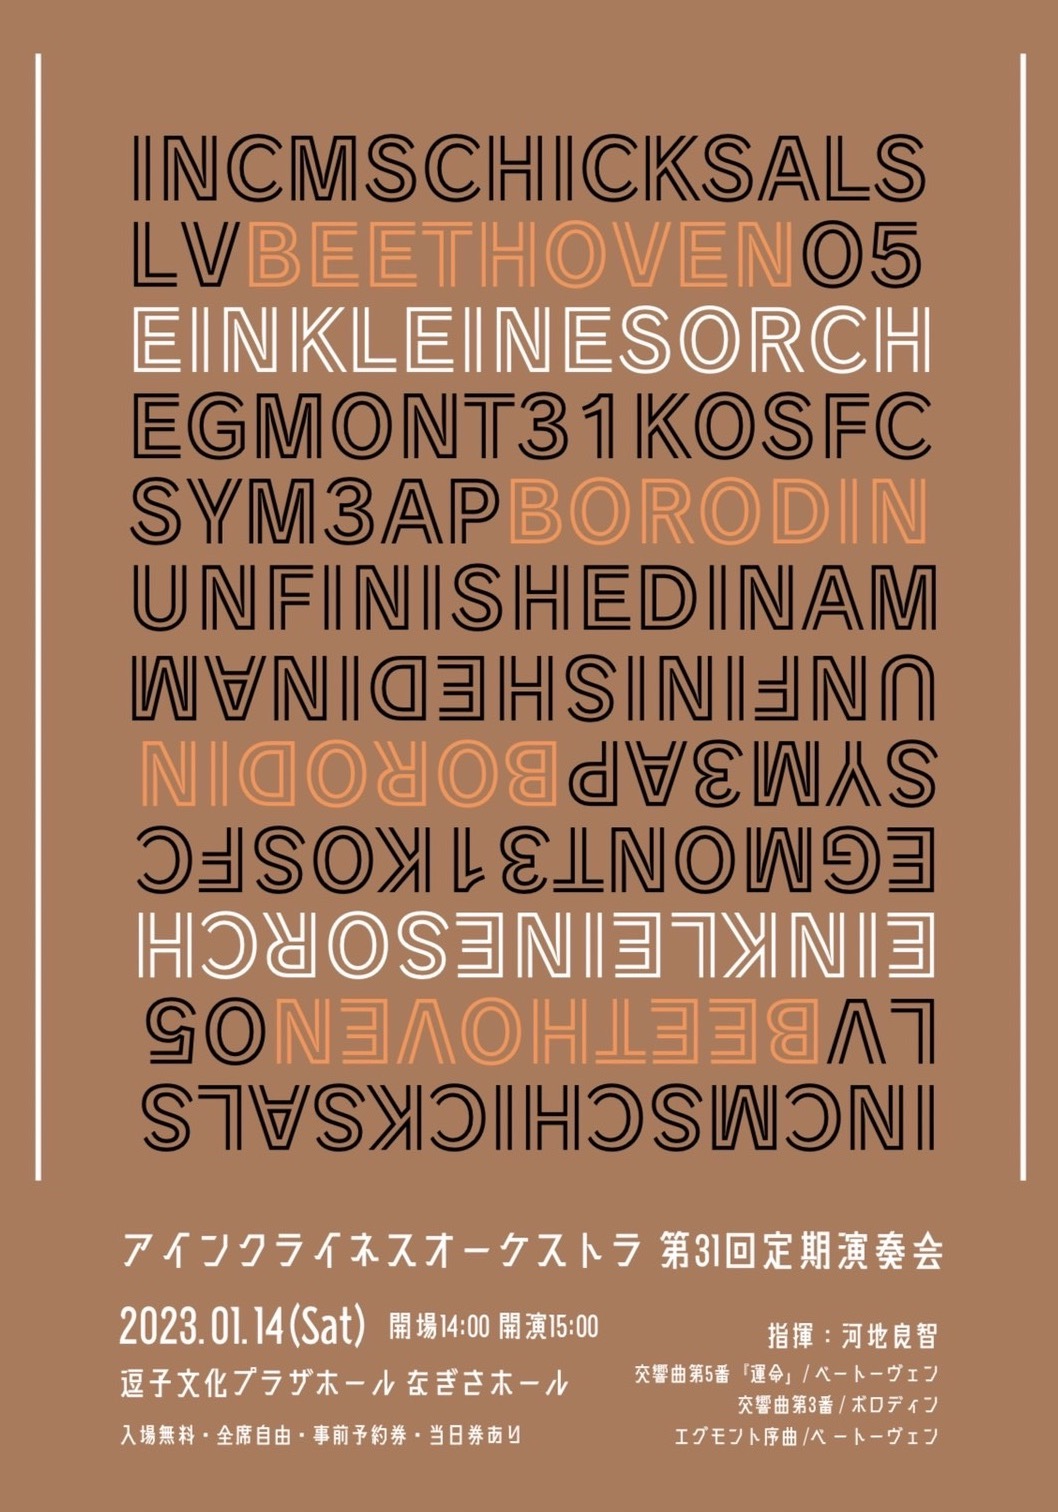 INCMSCHICKSALS
LVBEETHOVEN05
EINKLEINESORCH
EGMONT31KOSFC
SYM3APBORODIN
UNFINISHEDINAM
UNFINISHEDINAM
SYM3APBORODIN
EGMONT31KOSFC
EINKLEINESORCH
LVBEETHOVEN05
INCMSCHICKSALS
アインクライネスオーケストラ 第31回定期演奏会
2023.01.14(Sat) 開場14:00 開演15:00
逗子文化プラザホール なぎさホール
入場無料・全席自由・事前予約券・当日券あり
指揮：河地良智
交響曲第5番『運命』/ベートーヴェン
交響曲第3番/ボロディン
エグモント序曲/ベートーヴェン